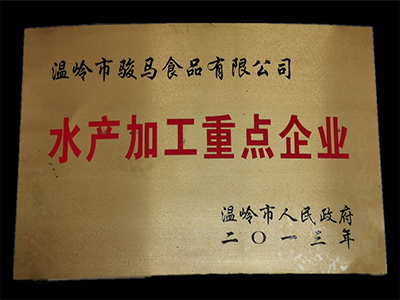 温岭市骏马食品有限公司
水产加工重点企业
温岭市人民政府
二〇一三年